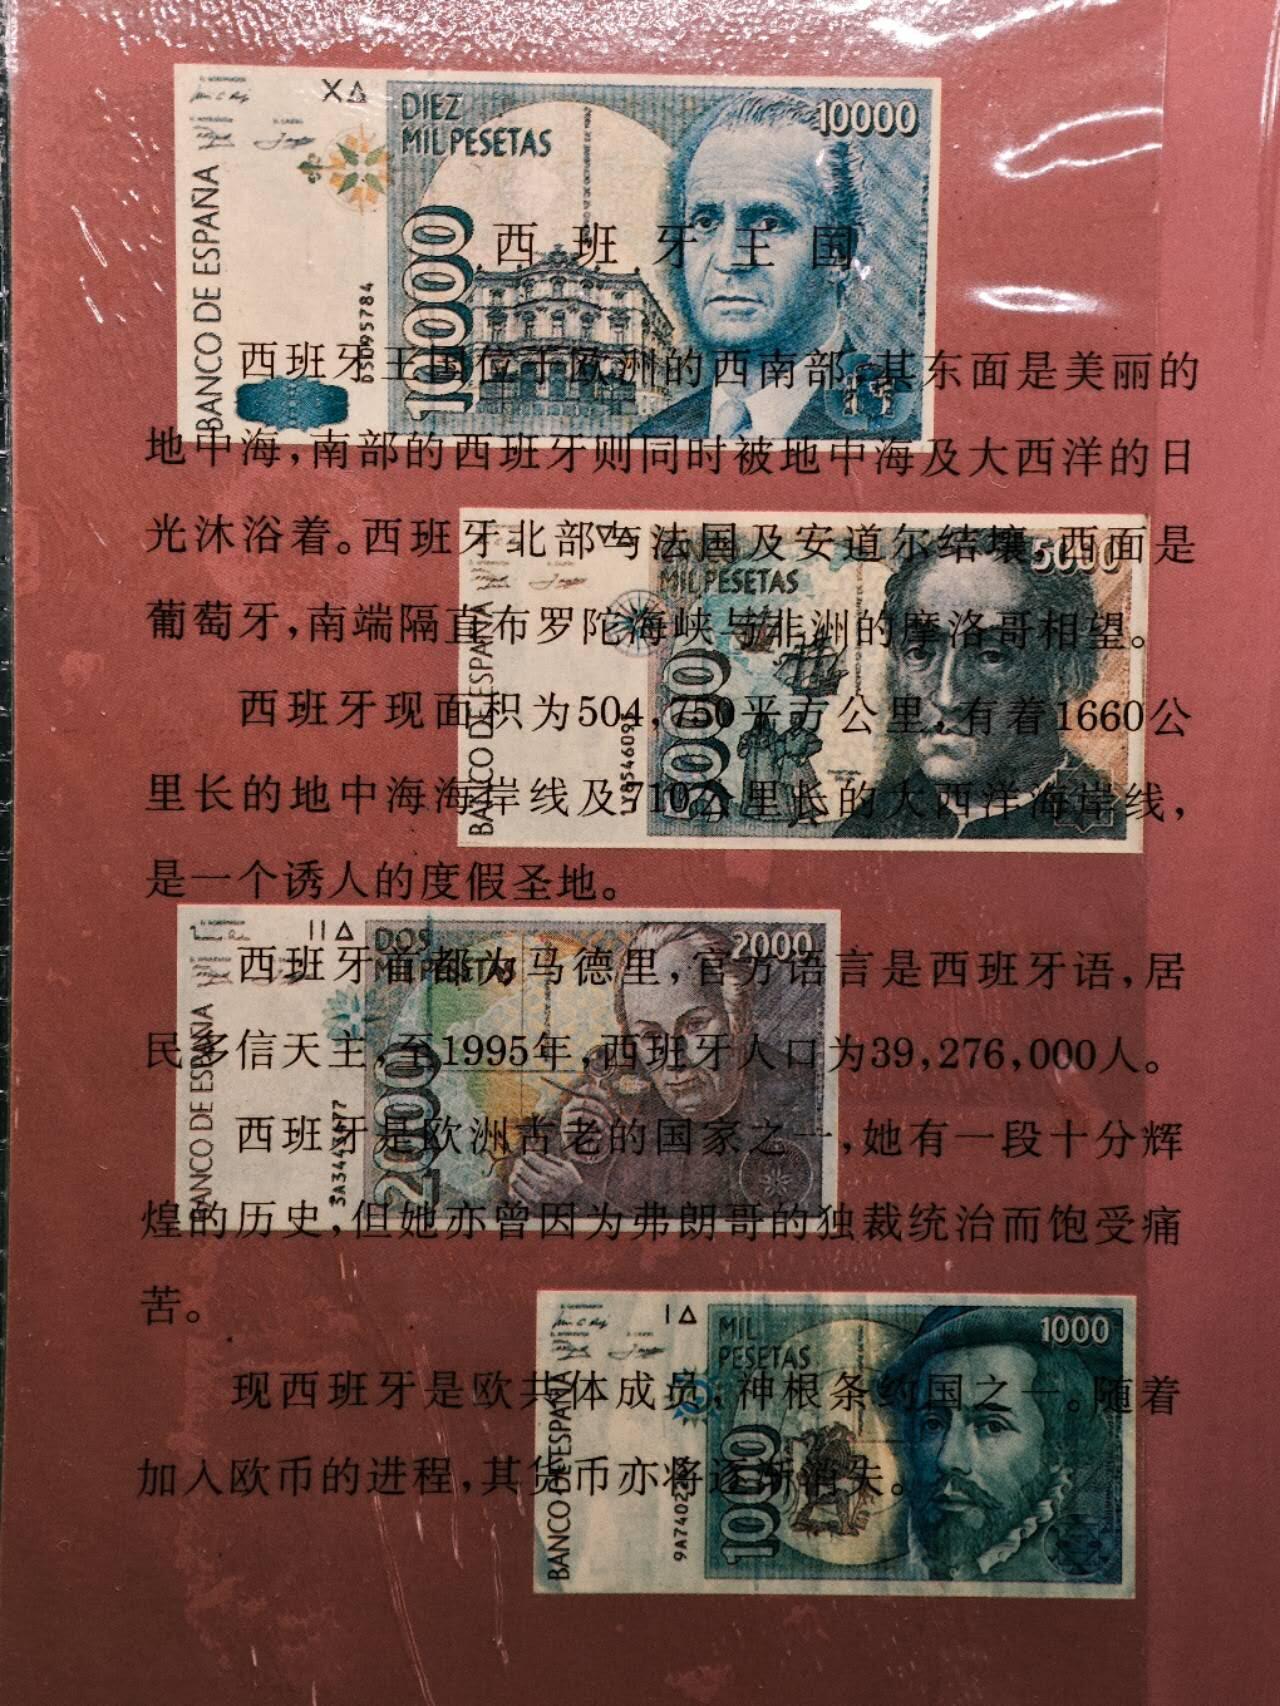 XΔ
DIEZ
MIL PESETAS
10000
BANCO DE ESPAÑA
10000
西班牙王国
西班牙王国位于欧洲的西南部,其东面是美丽的
地中海,南部的西班牙则同时被地中海及大西洋的日
光沐浴着。西班牙北部与法国及安道尔结壤,西面是
5000
MIL PESETAS
葡萄牙,南端隔直布罗陀海峡与非洲的摩洛哥相望。
BANCO DE ESPAÑA
5000
西班牙现面积为504,750平方公里,有着1660公
里长的地中海海岸线及710公里长的大西洋海岸线,
是一个诱人的度假圣地。
IIΔ
DOS
MIL PESETAS
2000
西班牙首都为马德里,官方语言是西班牙语,居
民多信天主,至1995年,西班牙人口为39,276,000人。
BANCO DE ESPAÑA
2000
西班牙是欧洲古老的国家之一,她有一段十分辉
煌的历史,但她亦曾因为弗朗哥的独裁统治而饱受痛
苦。
IΔ
MIL
PESETAS
1000
现西班牙是欧共体成员,神根条约国之一。随着
加入欧币的进程,其货币亦将逐渐消失。
BANCO DE ESPAÑA
1000